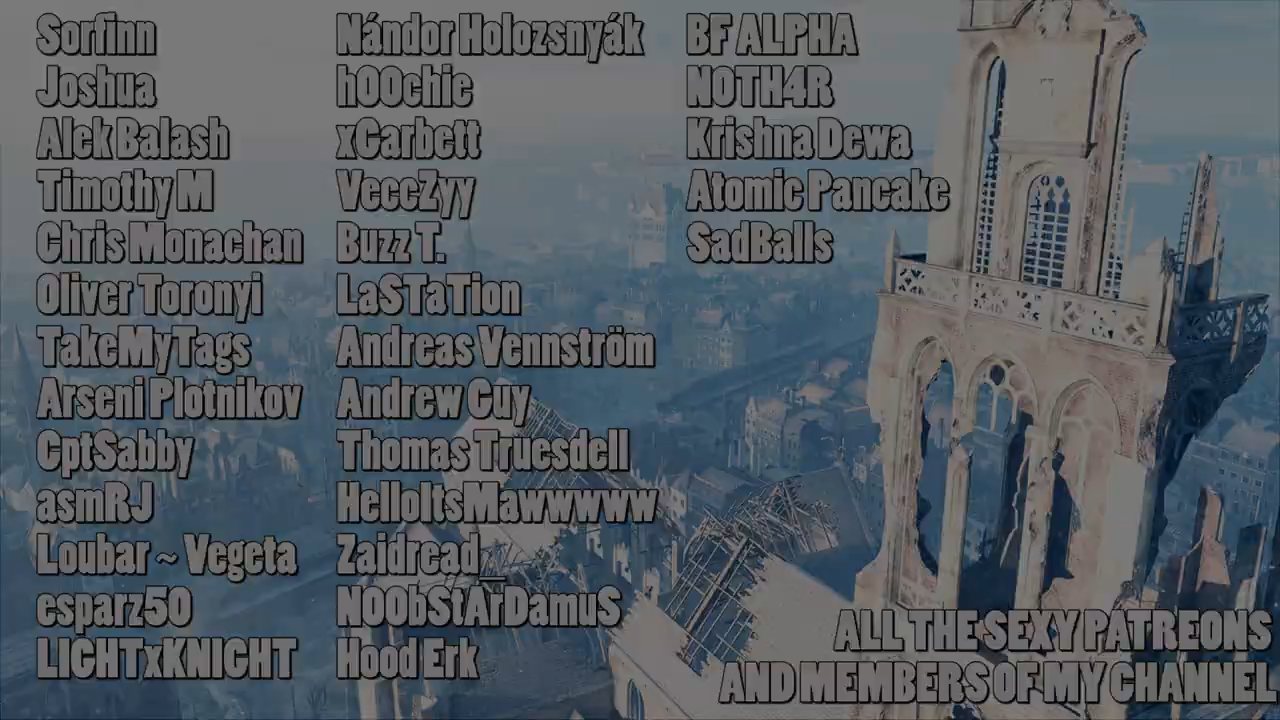 Sorfinn
Joshua
Alek Balash
Timothy M
Chris Monachan
Oliver Toronyi
TakeMyTags
Arseni Plotnikov
CptSabby
asmRJ
Loubar ~ Vegeta
esparz50
LIGHTxKNIGHT
Nándor Holozsnyák
h00chie
xGarbett
VeccZyy
Buzz T.
LaSTaTion
Andreas Vennström
Andrew Guy
Thomas Truesdell
HelloItsMawwwww
Zaidread_
N00bStArDamuS
Hood Erk
BF ALPHA
N0TH4R
Krishna Dewa
Atomic Pancake
SadBalls
ALL THE SEXY PATREONS
AND MEMBERS OF MY CHANNEL